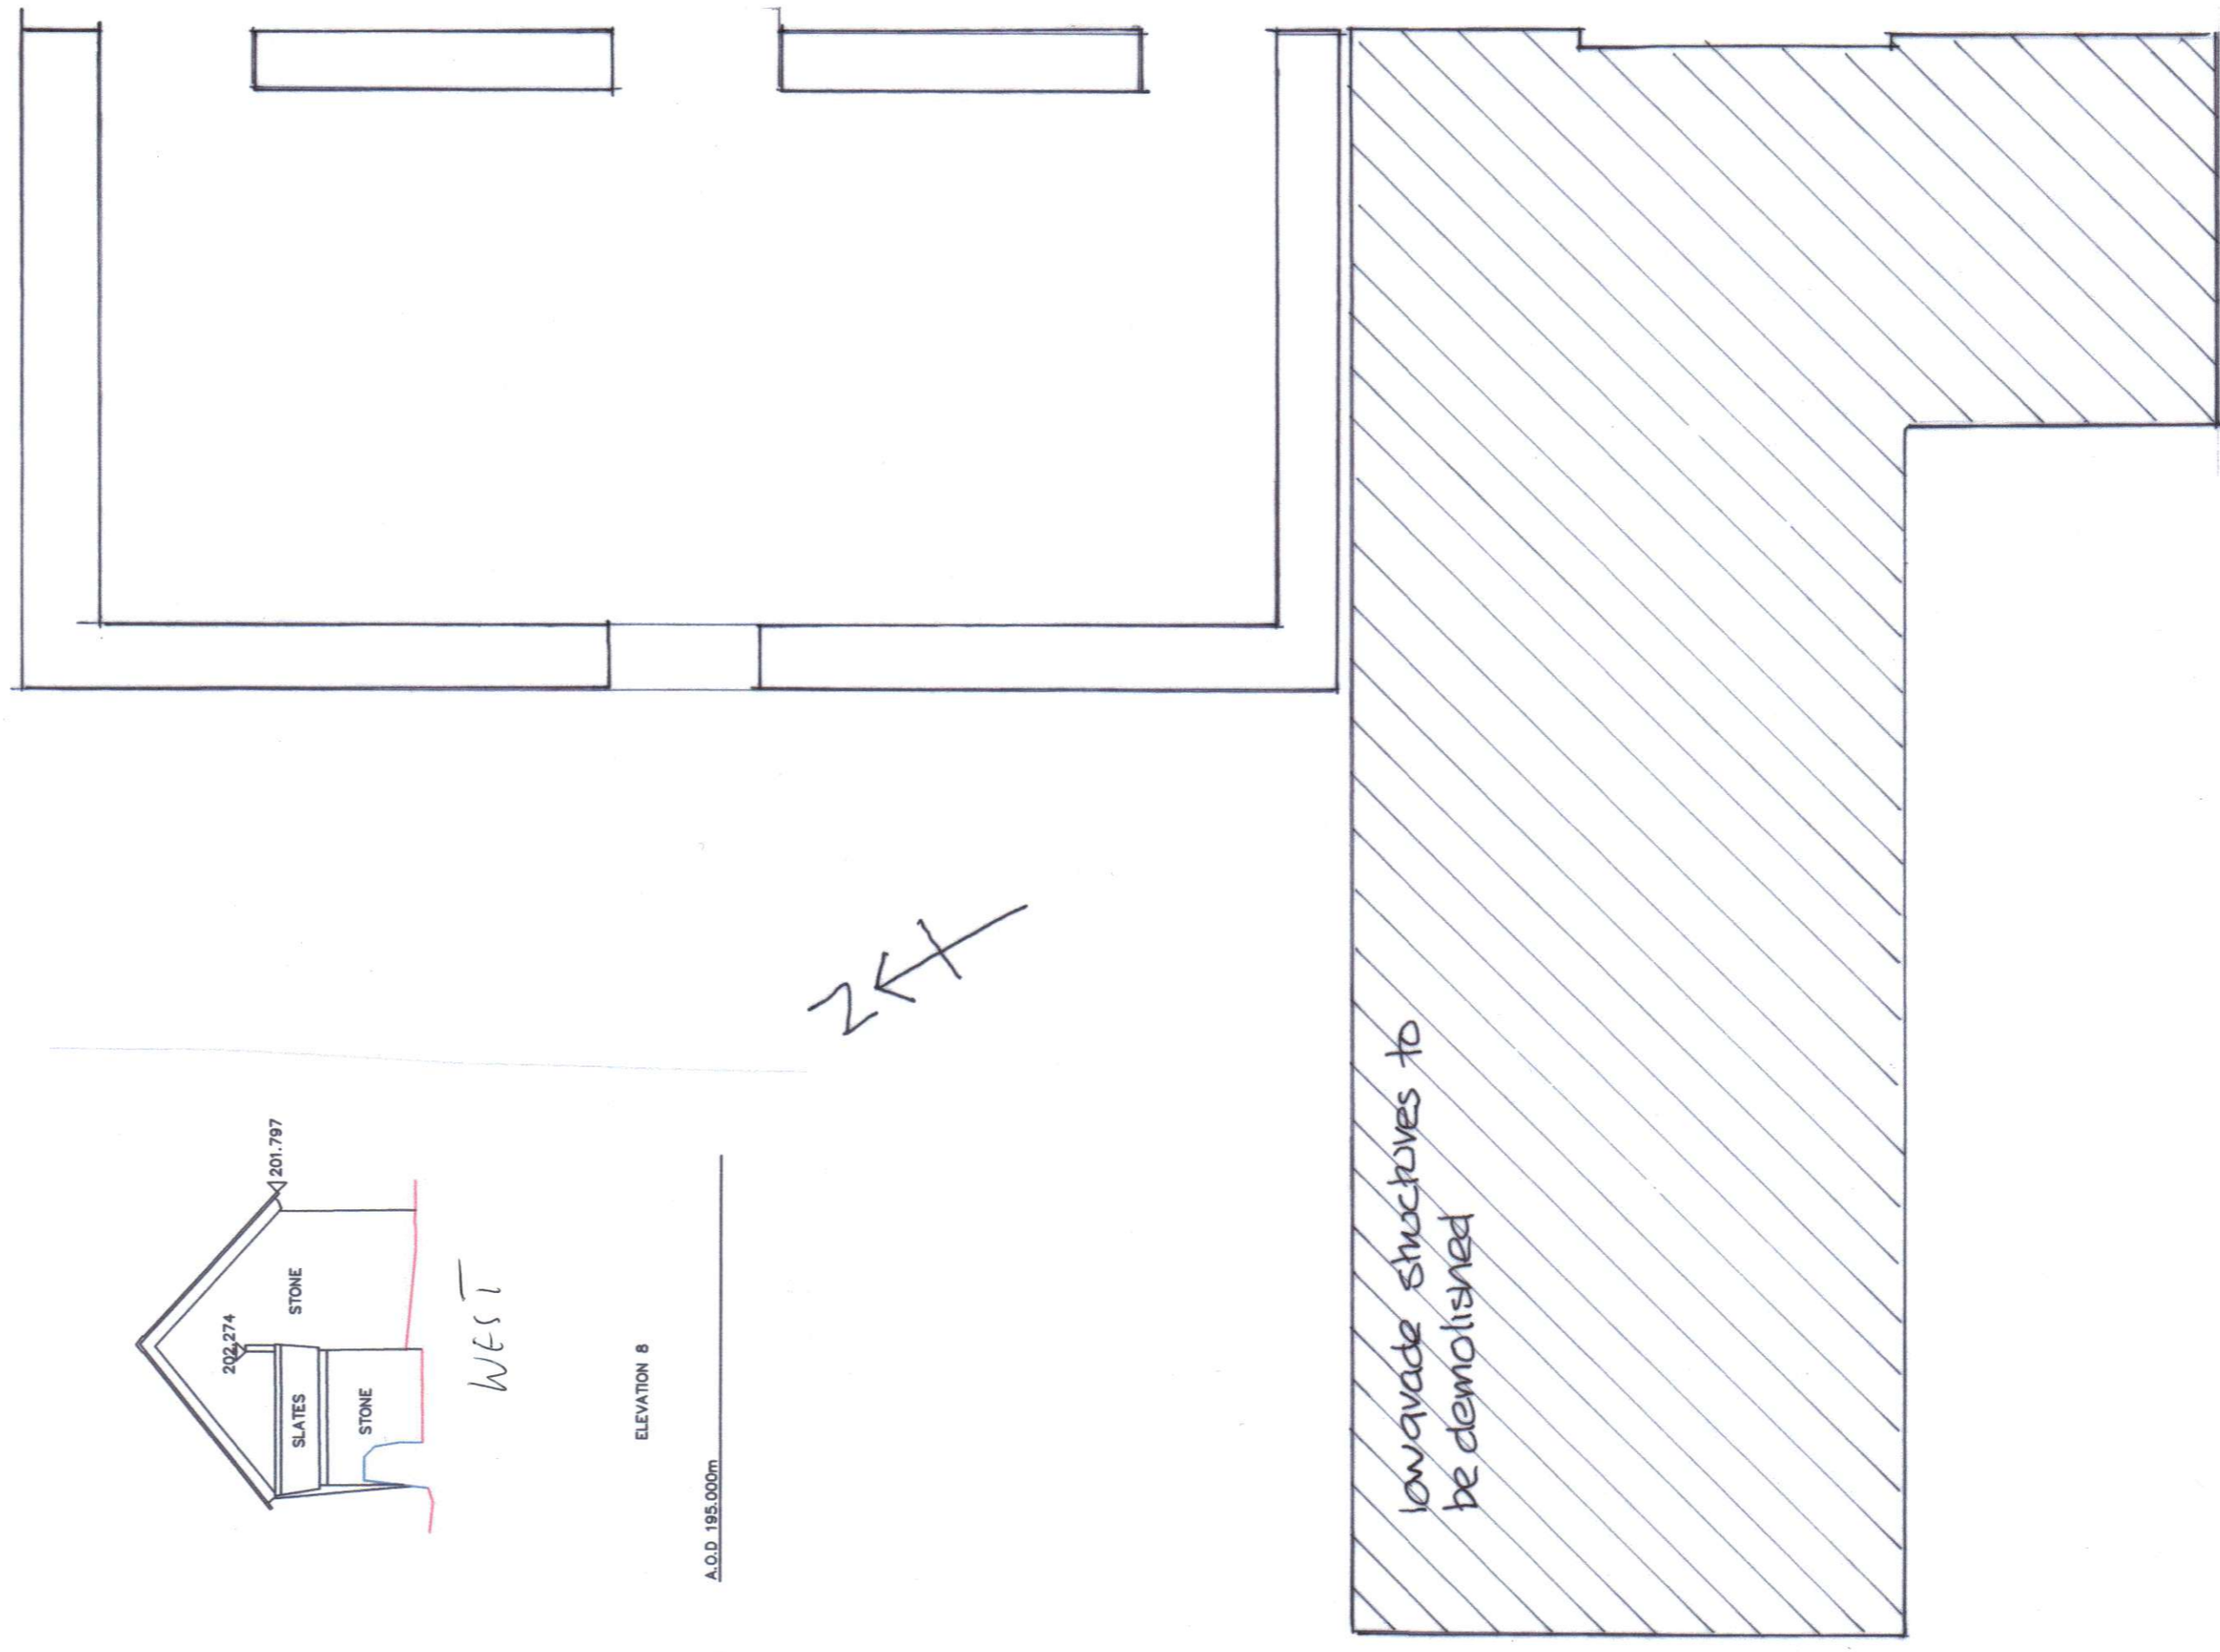 202.274
201.797
SLATES
STONE
STONE
WEST
ELEVATION 8
A.O.D 195.000m
N
lowgrade structures to
be demolished